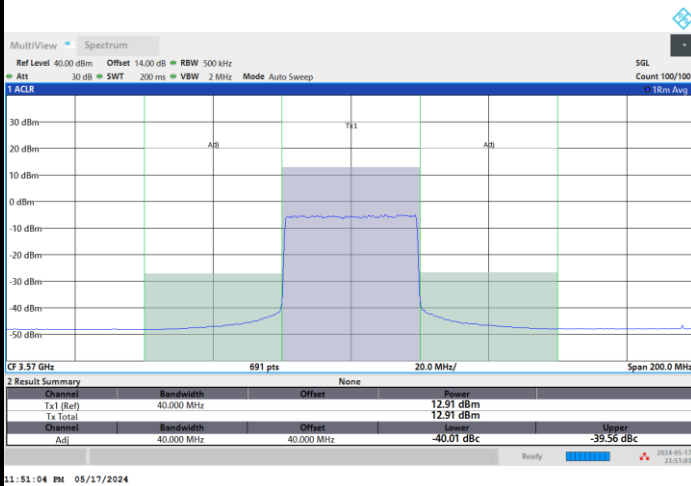 MultiView Spectrum
Ref Level 40.00 dBm Offset 14.00 dB RBW 500 kHz SGL
Att 30 dB SWT 200 ms VBW 2 MHz Mode Auto Sweep Count 100/100
1 ACLR 1Rm Avg
30 dBm
Tx1
20 dBm
Adj Adj
10 dBm
0 dBm
-10 dBm
-20 dBm
-30 dBm
-40 dBm
-50 dBm
CF 3.57 GHz 691 pts 20.0 MHz/ Span 200.0 MHz
2 Result Summary None
Channel Bandwidth Offset Power
Tx1 (Ref) 40.000 MHz 12.91 dBm
Tx Total 12.91 dBm
Channel Bandwidth Offset Lower Upper
Adj 40.000 MHz 40.000 MHz -40.01 dBc -39.56 dBc
Ready 2024-05-17
23:51:03
11:51:04 PM 05/17/2024